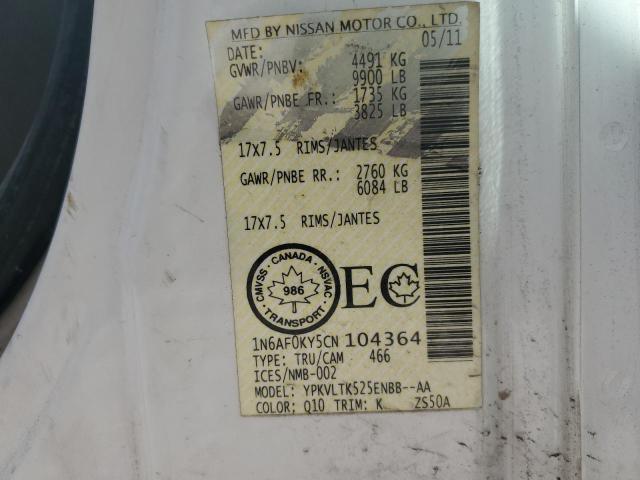 MFD BY NISSAN MOTOR CO., LTD.
DATE: 05/11
GVWR/PNBV: 4491 KG
9900 LB
GAWR/PNBE FR.: 1735 KG
3825 LB
17X7.5 RIMS/JANTES
GAWR/PNBE RR.: 2760 KG
6084 LB
17X7.5 RIMS/JANTES
CMVSS · CANADA · NSVAC · TRANSPORT ·
986
EC
1N6AF0KY5CN 104364
TYPE: TRU/CAM 466
ICES/NMB-002
MODEL: YPKVLTK525ENBB--AA
COLOR: Q10 TRIM: K ZS50A